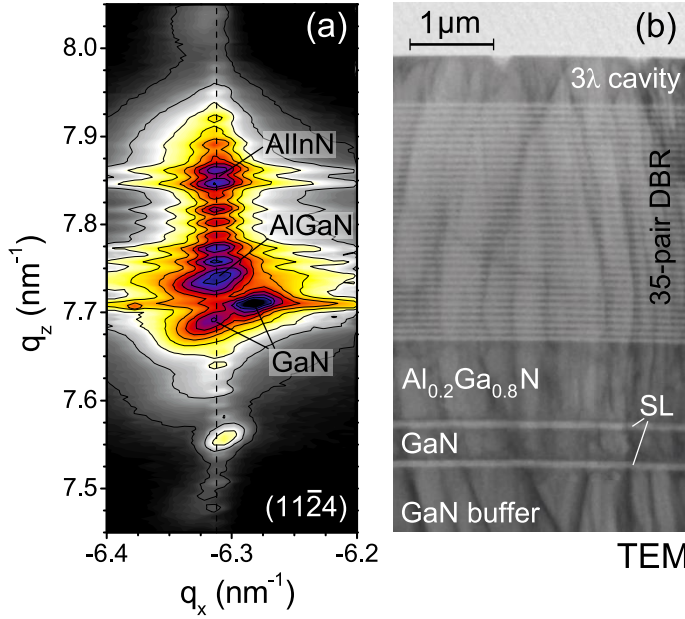 (a)
8.0
7.9
7.8
7.7
7.6
7.5
q_z (nm⁻¹)
AlInN
AlGaN
GaN
(112̄4)
-6.4
-6.3
-6.2
q_x (nm⁻¹)
1µm
(b)
3λ cavity
35-pair DBR
Al₀.₂Ga₀.₈N
SL
GaN
GaN buffer
TEM